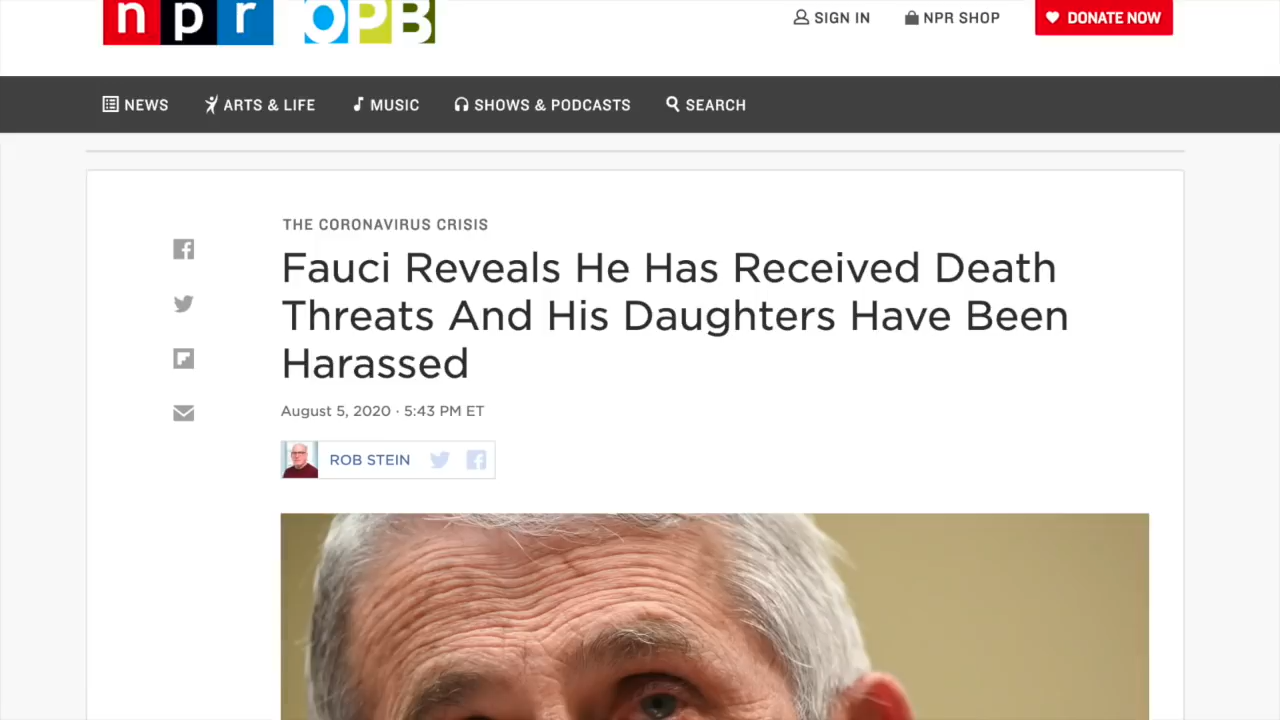 npr OPB
SIGN IN
NPR SHOP
DONATE NOW
NEWS
ARTS & LIFE
MUSIC
SHOWS & PODCASTS
SEARCH
THE CORONAVIRUS CRISIS
Fauci Reveals He Has Received Death
Threats And His Daughters Have Been
Harassed
August 5, 2020 · 5:43 PM ET
ROB STEIN